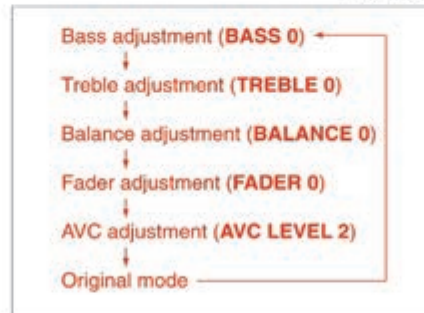 Bass adjustment (BASS 0)
Treble adjustment (TREBLE 0)
Balance adjustment (BALANCE 0)
Fader adjustment (FADER 0)
AVC adjustment (AVC LEVEL 2)
Original mode